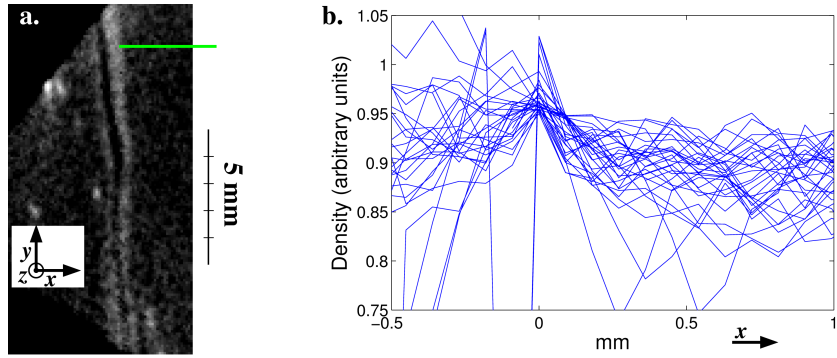 a.
5 mm
y
z
x
b.
Density (arbitrary units)
1.05
1
0.95
0.9
0.85
0.8
0.75
−0.5
0
0.5
1
mm
x